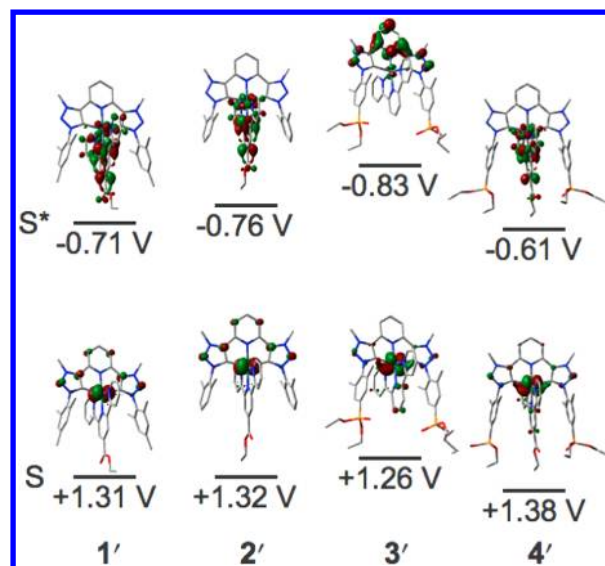 S*
-0.71 V
-0.76 V
-0.83 V
-0.61 V
S
+1.31 V
+1.32 V
+1.26 V
+1.38 V
1′ 2′ 3′ 4′